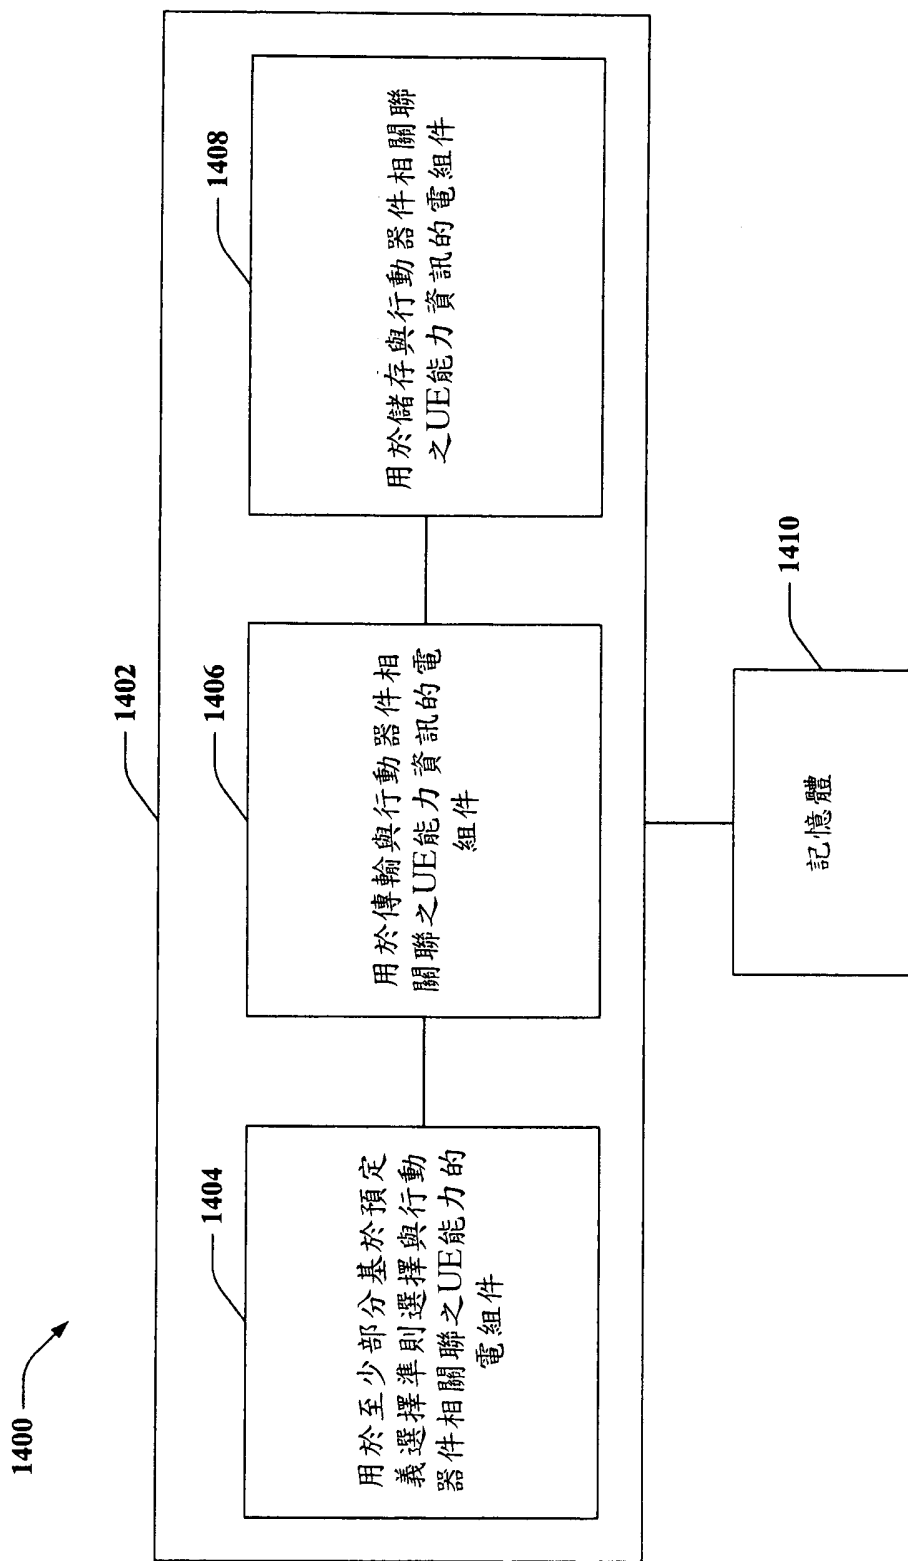 1400
1402
1404
用於至少部分基於預定
義選擇準則選擇與行動
器件相關聯之UE能力的
電組件
1406
用於傳輸與行動器件相
關聯之UE能力資訊的電
組件
1408
用於儲存與行動器件相關聯
之UE能力資訊的電組件
1410
記憶體